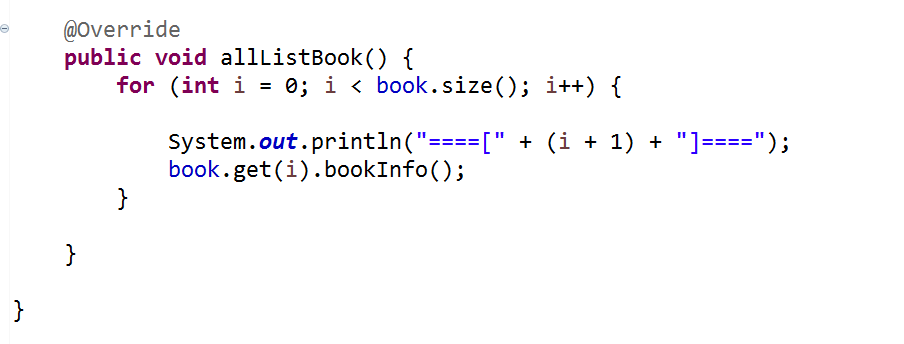 @Override
public void allListBook() {
for (int i = 0; i < book.size(); i++) {
System.out.println("====[" + (i + 1) + "]====");
book.get(i).bookInfo();
}
}
}